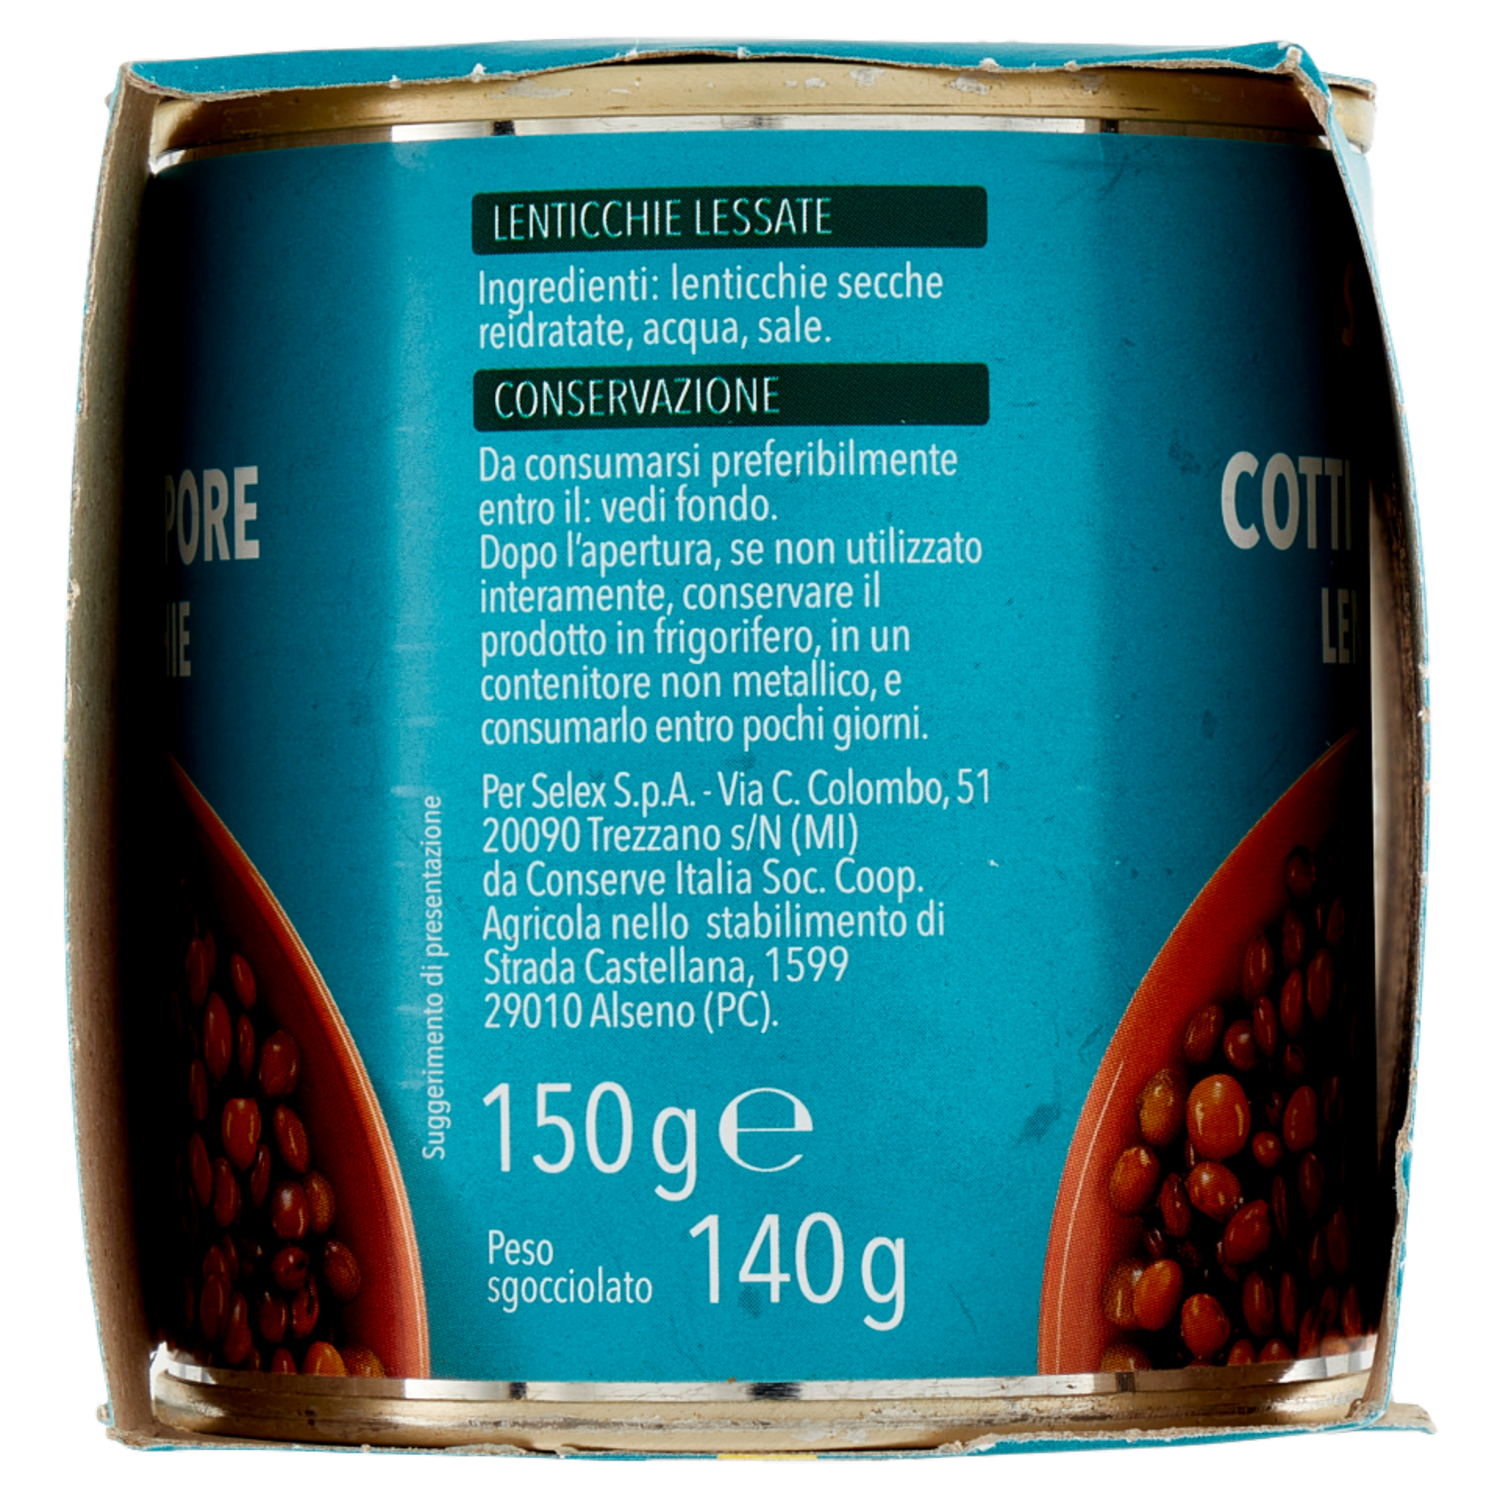 LENTICCHIE LESSATE
Ingredienti: lenticchie secche
reidratate, acqua, sale.
CONSERVAZIONE
Da consumarsi preferibilmente
entro il: vedi fondo.
Dopo l'apertura, se non utilizzato
interamente, conservare il
prodotto in frigorifero, in un
contenitore non metallico, e
consumarlo entro pochi giorni.
Per Selex S.p.A. - Via C. Colombo, 51
20090 Trezzano s/N (MI)
da Conserve Italia Soc. Coop.
Agricola nello stabilimento di
Strada Castellana, 1599
29010 Alseno (PC).
150 g e
Peso
sgocciolato 140 g
Suggerimento di presentazione
PORE
HIE
COTTI
LE